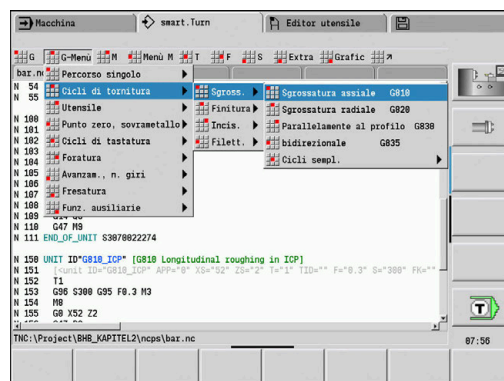 Macchina smart.Turn Editor utensile
G G-Menù M Menù M T F S Extra Grafic
bar.nc
Percorso singolo
Cicli di tornitura
Utensile
Punto zero, sovrametallo
Cicli di tastatura
Foratura
Avanzam., n. giri
Fresatura
Funz. ausiliarie
Sgross.
Finitura
Incis.
Filett.
Sgrossatura assiale G810
Sgrossatura radiale G820
Parallelamente al profilo G830
bidirezionale G835
Cicli sempl.
N 54
N 55
N 100
N 101
N 102
N 103
N 104
N 105
N 106
N 107
N 108
N 109 G14 Q0
N 110 G47 M9
N 111 END_OF_UNIT S3070822274
N 150 UNIT ID"G810_ICP" [G810 Longitudinal roughing in ICP]
N 151 [<unit ID="G810_ICP" APP="0" XS="52" ZS="2" T="1" TID="" F="0.3" S="300" FK=""
N 152 T1
N 153 G96 S300 G95 F0.3 M3
N 154 M8
N 155 G0 X52 Z2
TNC:\Project\BHB_KAPITEL2\ncps\bar.nc
T
07:56